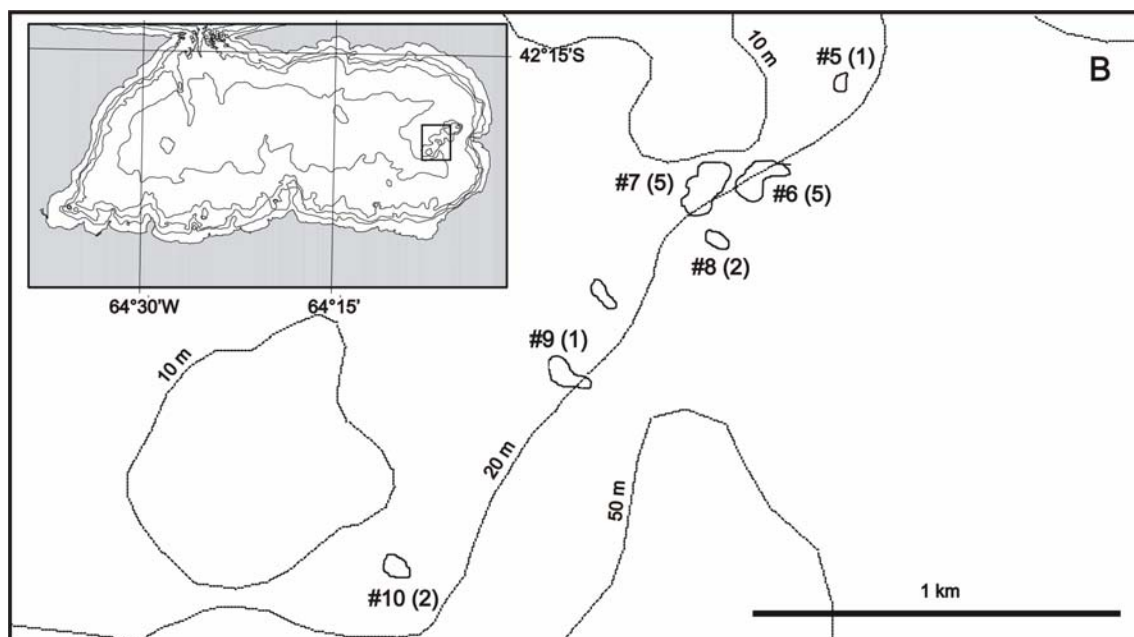 42°15'S
64°30'W
64°15'
B
10 m
#5 (1)
#7 (5)
#6 (5)
#8 (2)
#9 (1)
10 m
20 m
50 m
#10 (2)
1 km